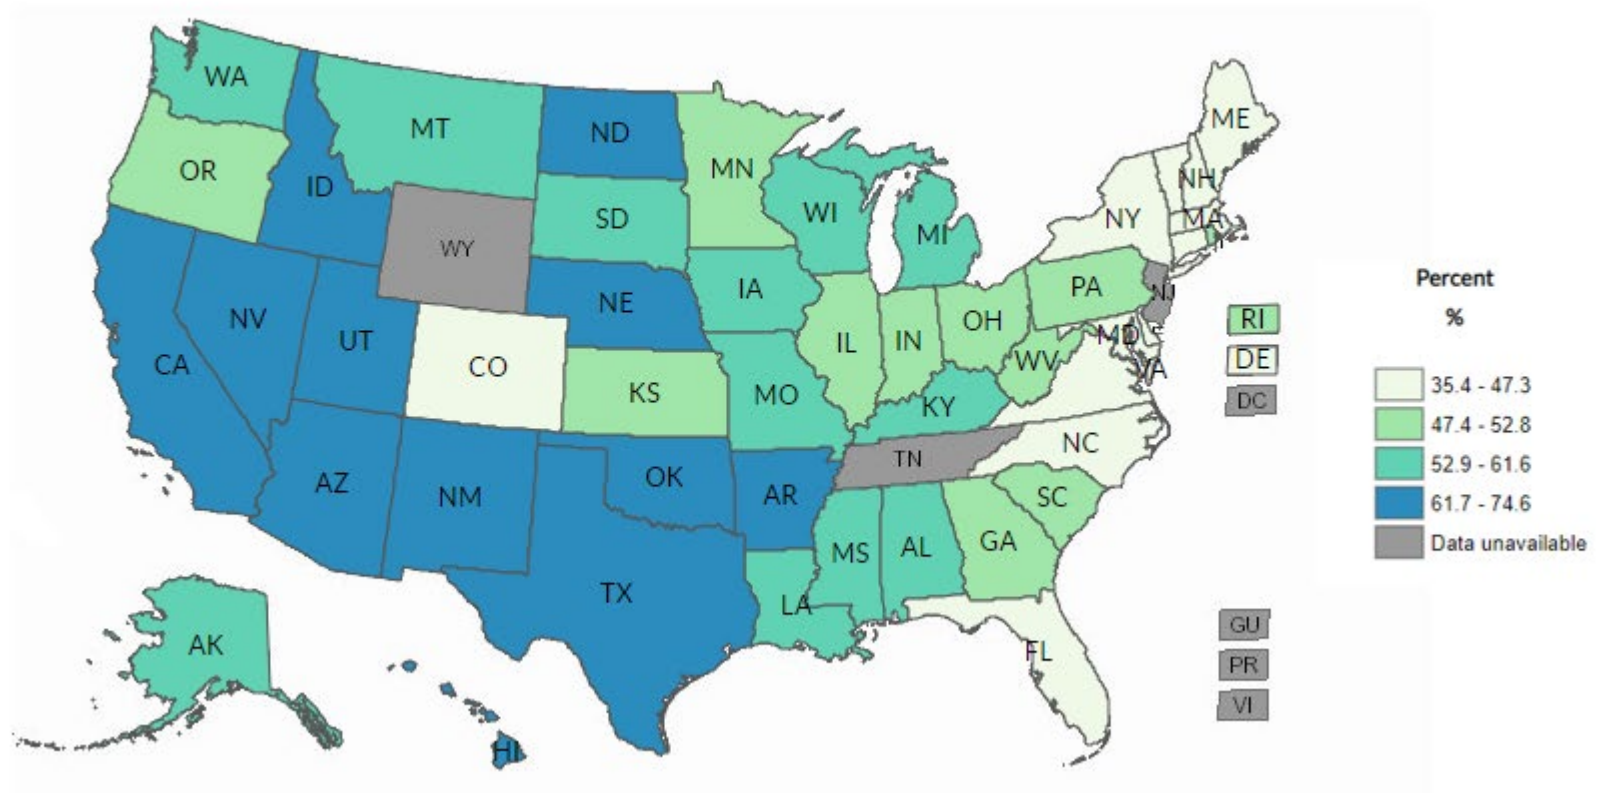 WA
MT
ND
MN
ME
OR
ID
SD
WI
MI
NY
NH
MA
WY
IA
PA
NJ
NE
NV
UT
CA
CO
KS
MO
IL
IN
OH
WV
MD
VA
KY
AZ
NM
OK
AR
TN
NC
SC
MS
AL
GA
TX
LA
FL
AK
HI
RI
DE
DC
GU
PR
VI
Percent
%
35.4 - 47.3
47.4 - 52.8
52.9 - 61.6
61.7 - 74.6
Data unavailable